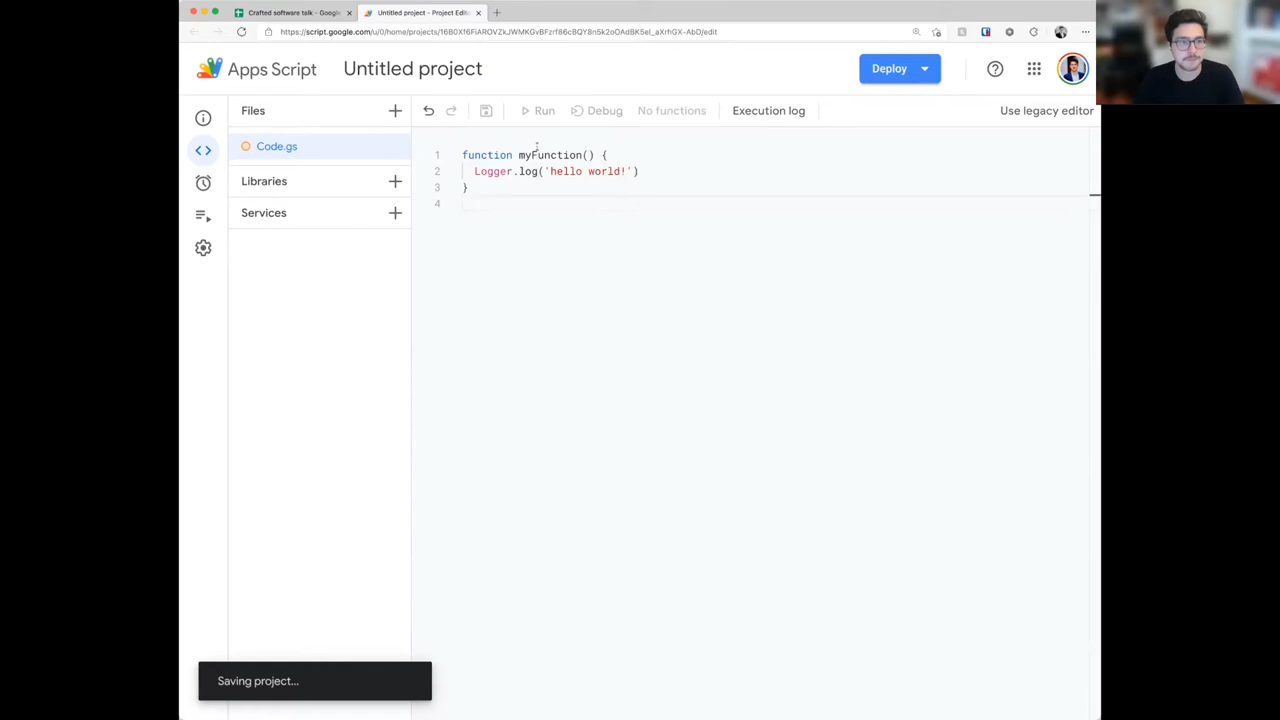 Crafted software talk - Google
Untitled project - Project Edito
Apps Script
Untitled project
Deploy
Files
Run
Debug
No functions
Execution log
Use legacy editor
Code.gs
Libraries
Services
1 function myFunction() {
2 Logger.log('hello world!')
3 }
4
Saving project...